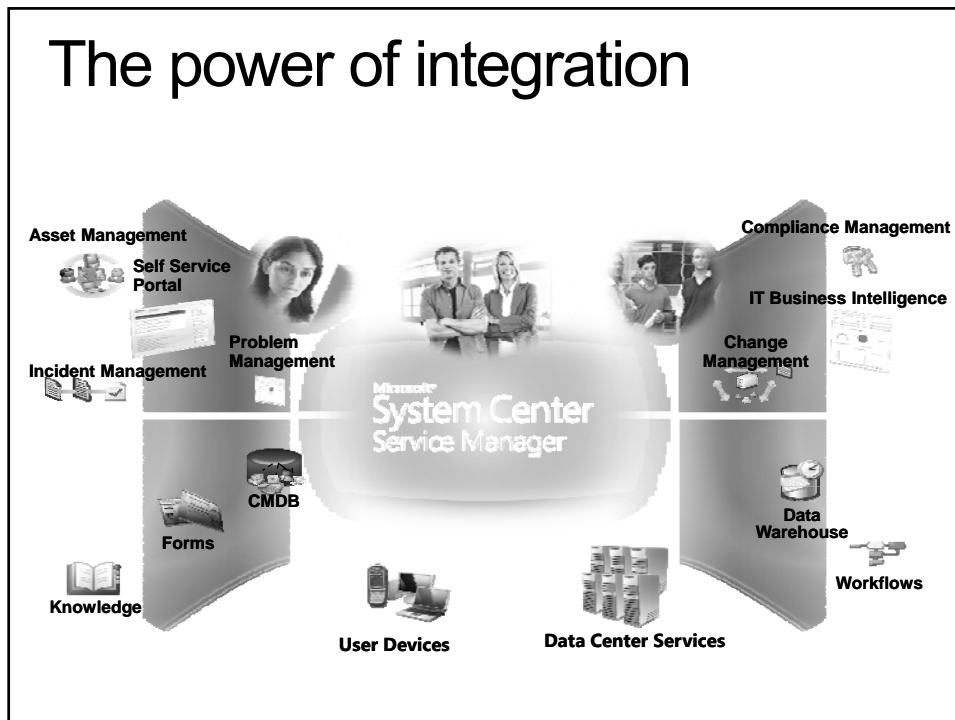 The power of integration
Asset Management
Self Service
Portal
Problem
Management
Incident Management
Compliance Management
IT Business Intelligence
Change
Management
Microsoft®
System Center
Service Manager
CMDB
Forms
Knowledge
Data
Warehouse
Workflows
User Devices
Data Center Services